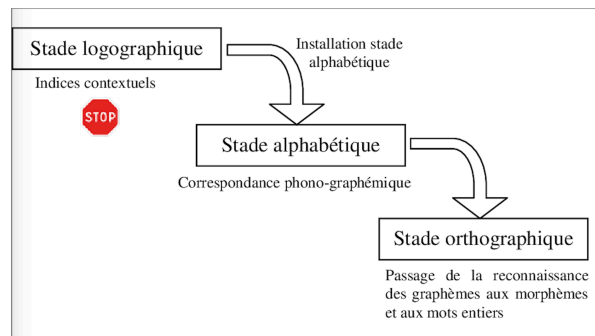 Stade logographique
Installation stade
alphabétique
Indices contextuels
STOP
Stade alphabétique
Correspondance phono-graphémique
Stade orthographique
Passage de la reconnaissance
des graphèmes aux morphèmes
et aux mots entiers